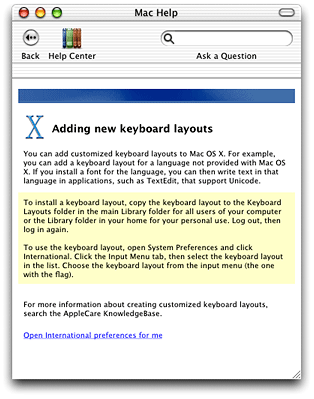 Mac Help
Back Help Center Ask a Question
X Adding new keyboard layouts
You can add customized keyboard layouts to Mac OS X. For example,
you can add a keyboard layout for a language not provided with Mac OS
X. If you install a font for the language, you can then write text in that
language in applications, such as TextEdit, that support Unicode.
To install a keyboard layout, copy the keyboard layout to the Keyboard
Layouts folder in the main Library folder for all users of your computer
or the Library folder in your home for your personal use. Log out, then
log in again.
To use the keyboard layout, open System Preferences and click
International. Click the Input Menu tab, then select the keyboard layout
in the list. Choose the keyboard layout from the input menu (the one
with the flag).
For more information about creating customized keyboard layouts,
search the AppleCare KnowledgeBase.
Open International preferences for me